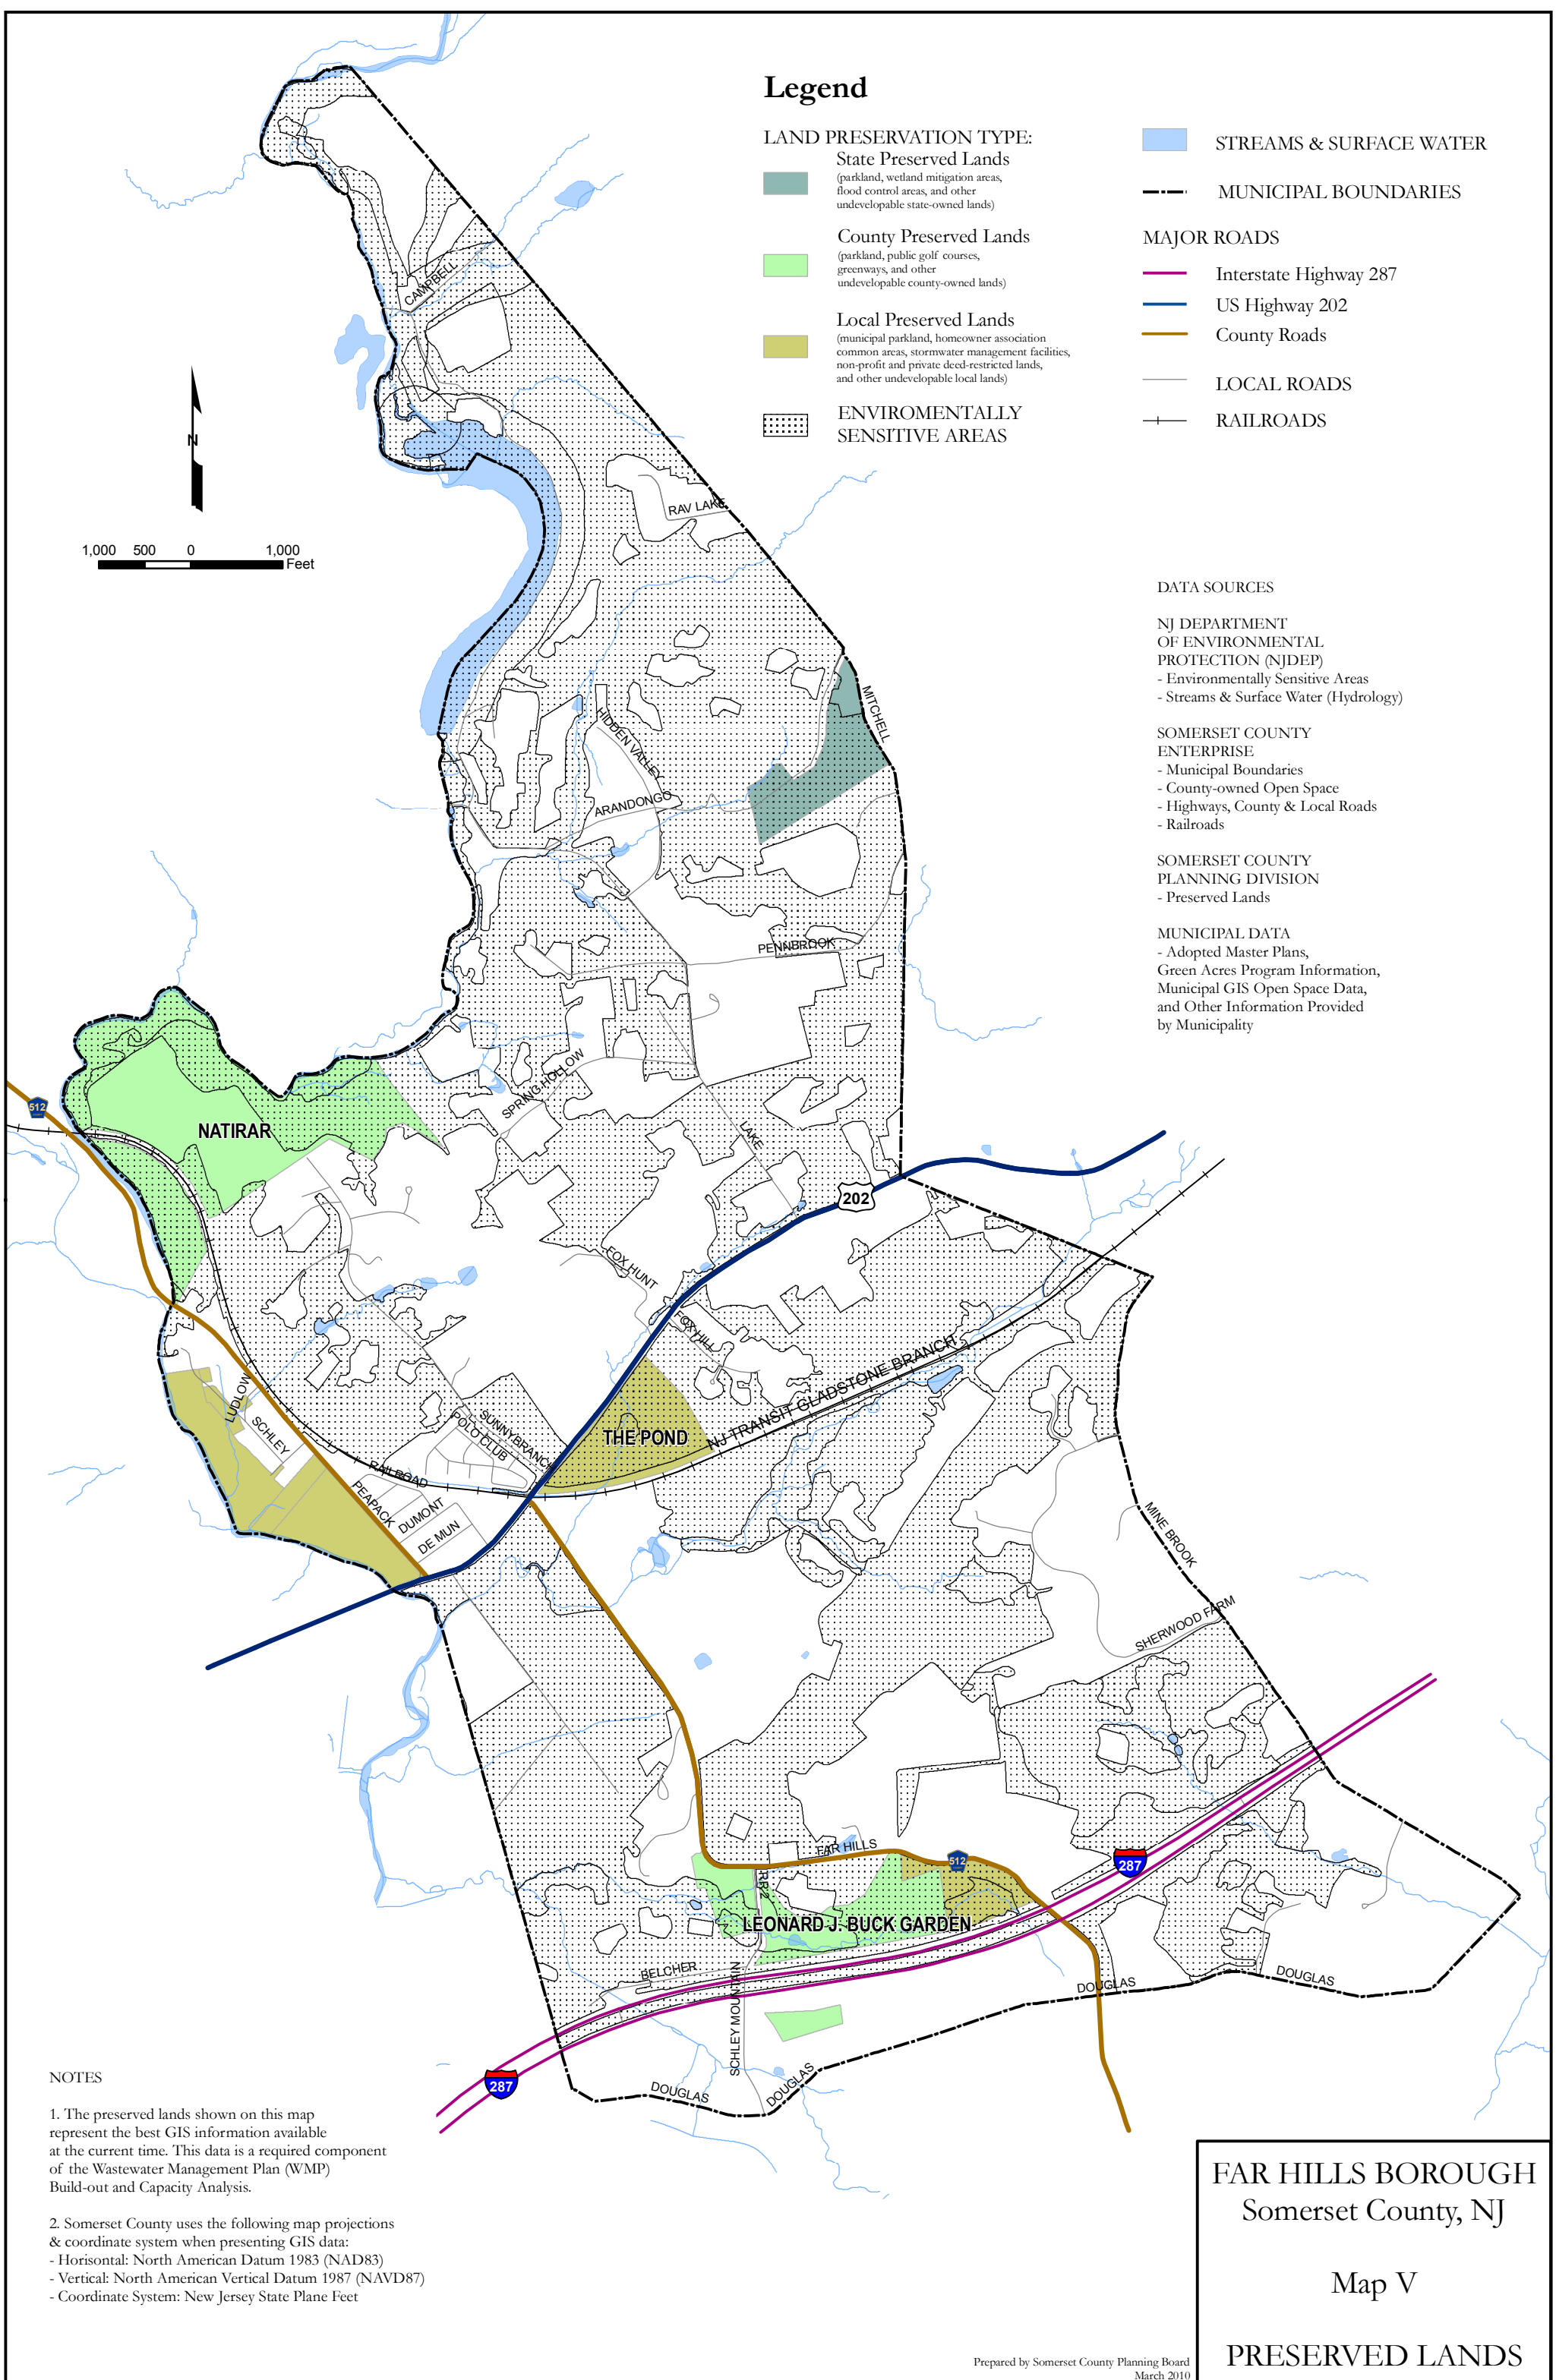 Legend
LAND PRESERVATION TYPE:
State Preserved Lands
(parkland, wetland mitigation areas,
flood control areas, and other
undevelopable state-owned lands)
County Preserved Lands
(parkland, public golf courses,
greenways, and other
undevelopable county-owned lands)
Local Preserved Lands
(municipal parkland, homeowner association
common areas, stormwater management facilities,
non-profit and private deed-restricted lands,
and other undevelopable local lands)
ENVIROMENTALLY
SENSITIVE AREAS
STREAMS & SURFACE WATER
MUNICIPAL BOUNDARIES
MAJOR ROADS
Interstate Highway 287
US Highway 202
County Roads
LOCAL ROADS
RAILROADS
N
1,000 500 0 1,000
Feet
DATA SOURCES
NJ DEPARTMENT
OF ENVIRONMENTAL
PROTECTION (NJDEP)
- Environmentally Sensitive Areas
- Streams & Surface Water (Hydrology)
SOMERSET COUNTY
ENTERPRISE
- Municipal Boundaries
- County-owned Open Space
- Highways, County & Local Roads
- Railroads
SOMERSET COUNTY
PLANNING DIVISION
- Preserved Lands
MUNICIPAL DATA
- Adopted Master Plans,
Green Acres Program Information,
Municipal GIS Open Space Data,
and Other Information Provided
by Municipality
CAMPBELL
RAV LAKE
MITCHELL
HIDDEN VALLEY
ARANDONGO
PENNBROOK
SPRING HOLLOW
LAKE
512
NATIRAR
202
FOX HUNT
FOX HILL
NJ TRANSIT GLADSTONE BRANCH
THE POND
LUDLOW
SCHLEY
SUNNYBRANCH
POLO CLUB
RAILROAD
PEAPACK
DUMONT
DE MUN
MINE BROOK
SHERWOOD FARM
FAR HILLS
512
287
RR 2
LEONARD J. BUCK GARDEN
BELCHER
SCHLEY MOUNTAIN
DOUGLAS
DOUGLAS
DOUGLAS
DOUGLAS
287
NOTES
1. The preserved lands shown on this map
represent the best GIS information available
at the current time. This data is a required component
of the Wastewater Management Plan (WMP)
Build-out and Capacity Analysis.
2. Somerset County uses the following map projections
& coordinate system when presenting GIS data:
- Horisontal: North American Datum 1983 (NAD83)
- Vertical: North American Vertical Datum 1987 (NAVD87)
- Coordinate System: New Jersey State Plane Feet
Prepared by Somerset County Planning Board
March 2010
FAR HILLS BOROUGH
Somerset County, NJ
Map V
PRESERVED LANDS